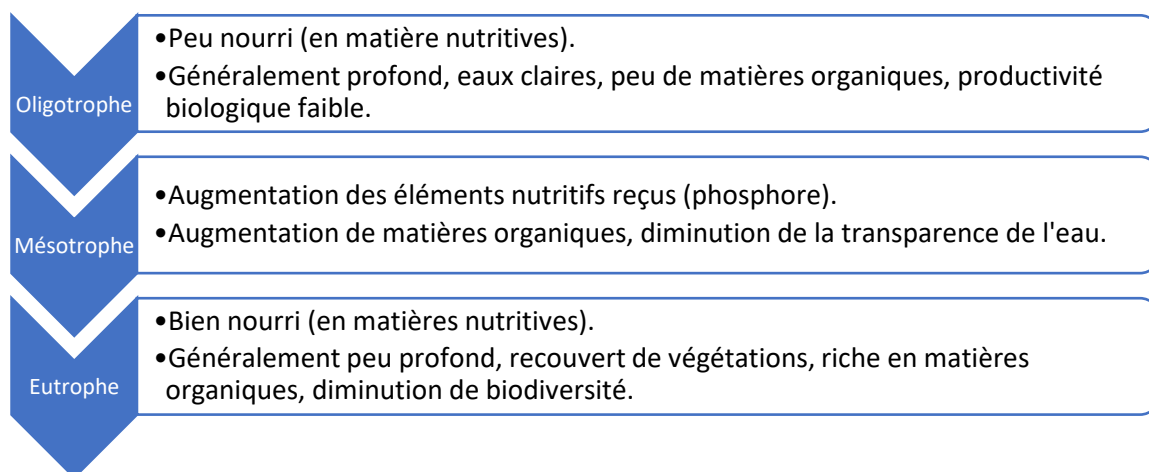 Oligotrophe
•Peu nourri (en matière nutritives).
•Généralement profond, eaux claires, peu de matières organiques, productivité
biologique faible.
Mésotrophe
•Augmentation des éléments nutritifs reçus (phosphore).
•Augmentation de matières organiques, diminution de la transparence de l'eau.
Eutrophe
•Bien nourri (en matières nutritives).
•Généralement peu profond, recouvert de végétations, riche en matières
organiques, diminution de biodiversité.